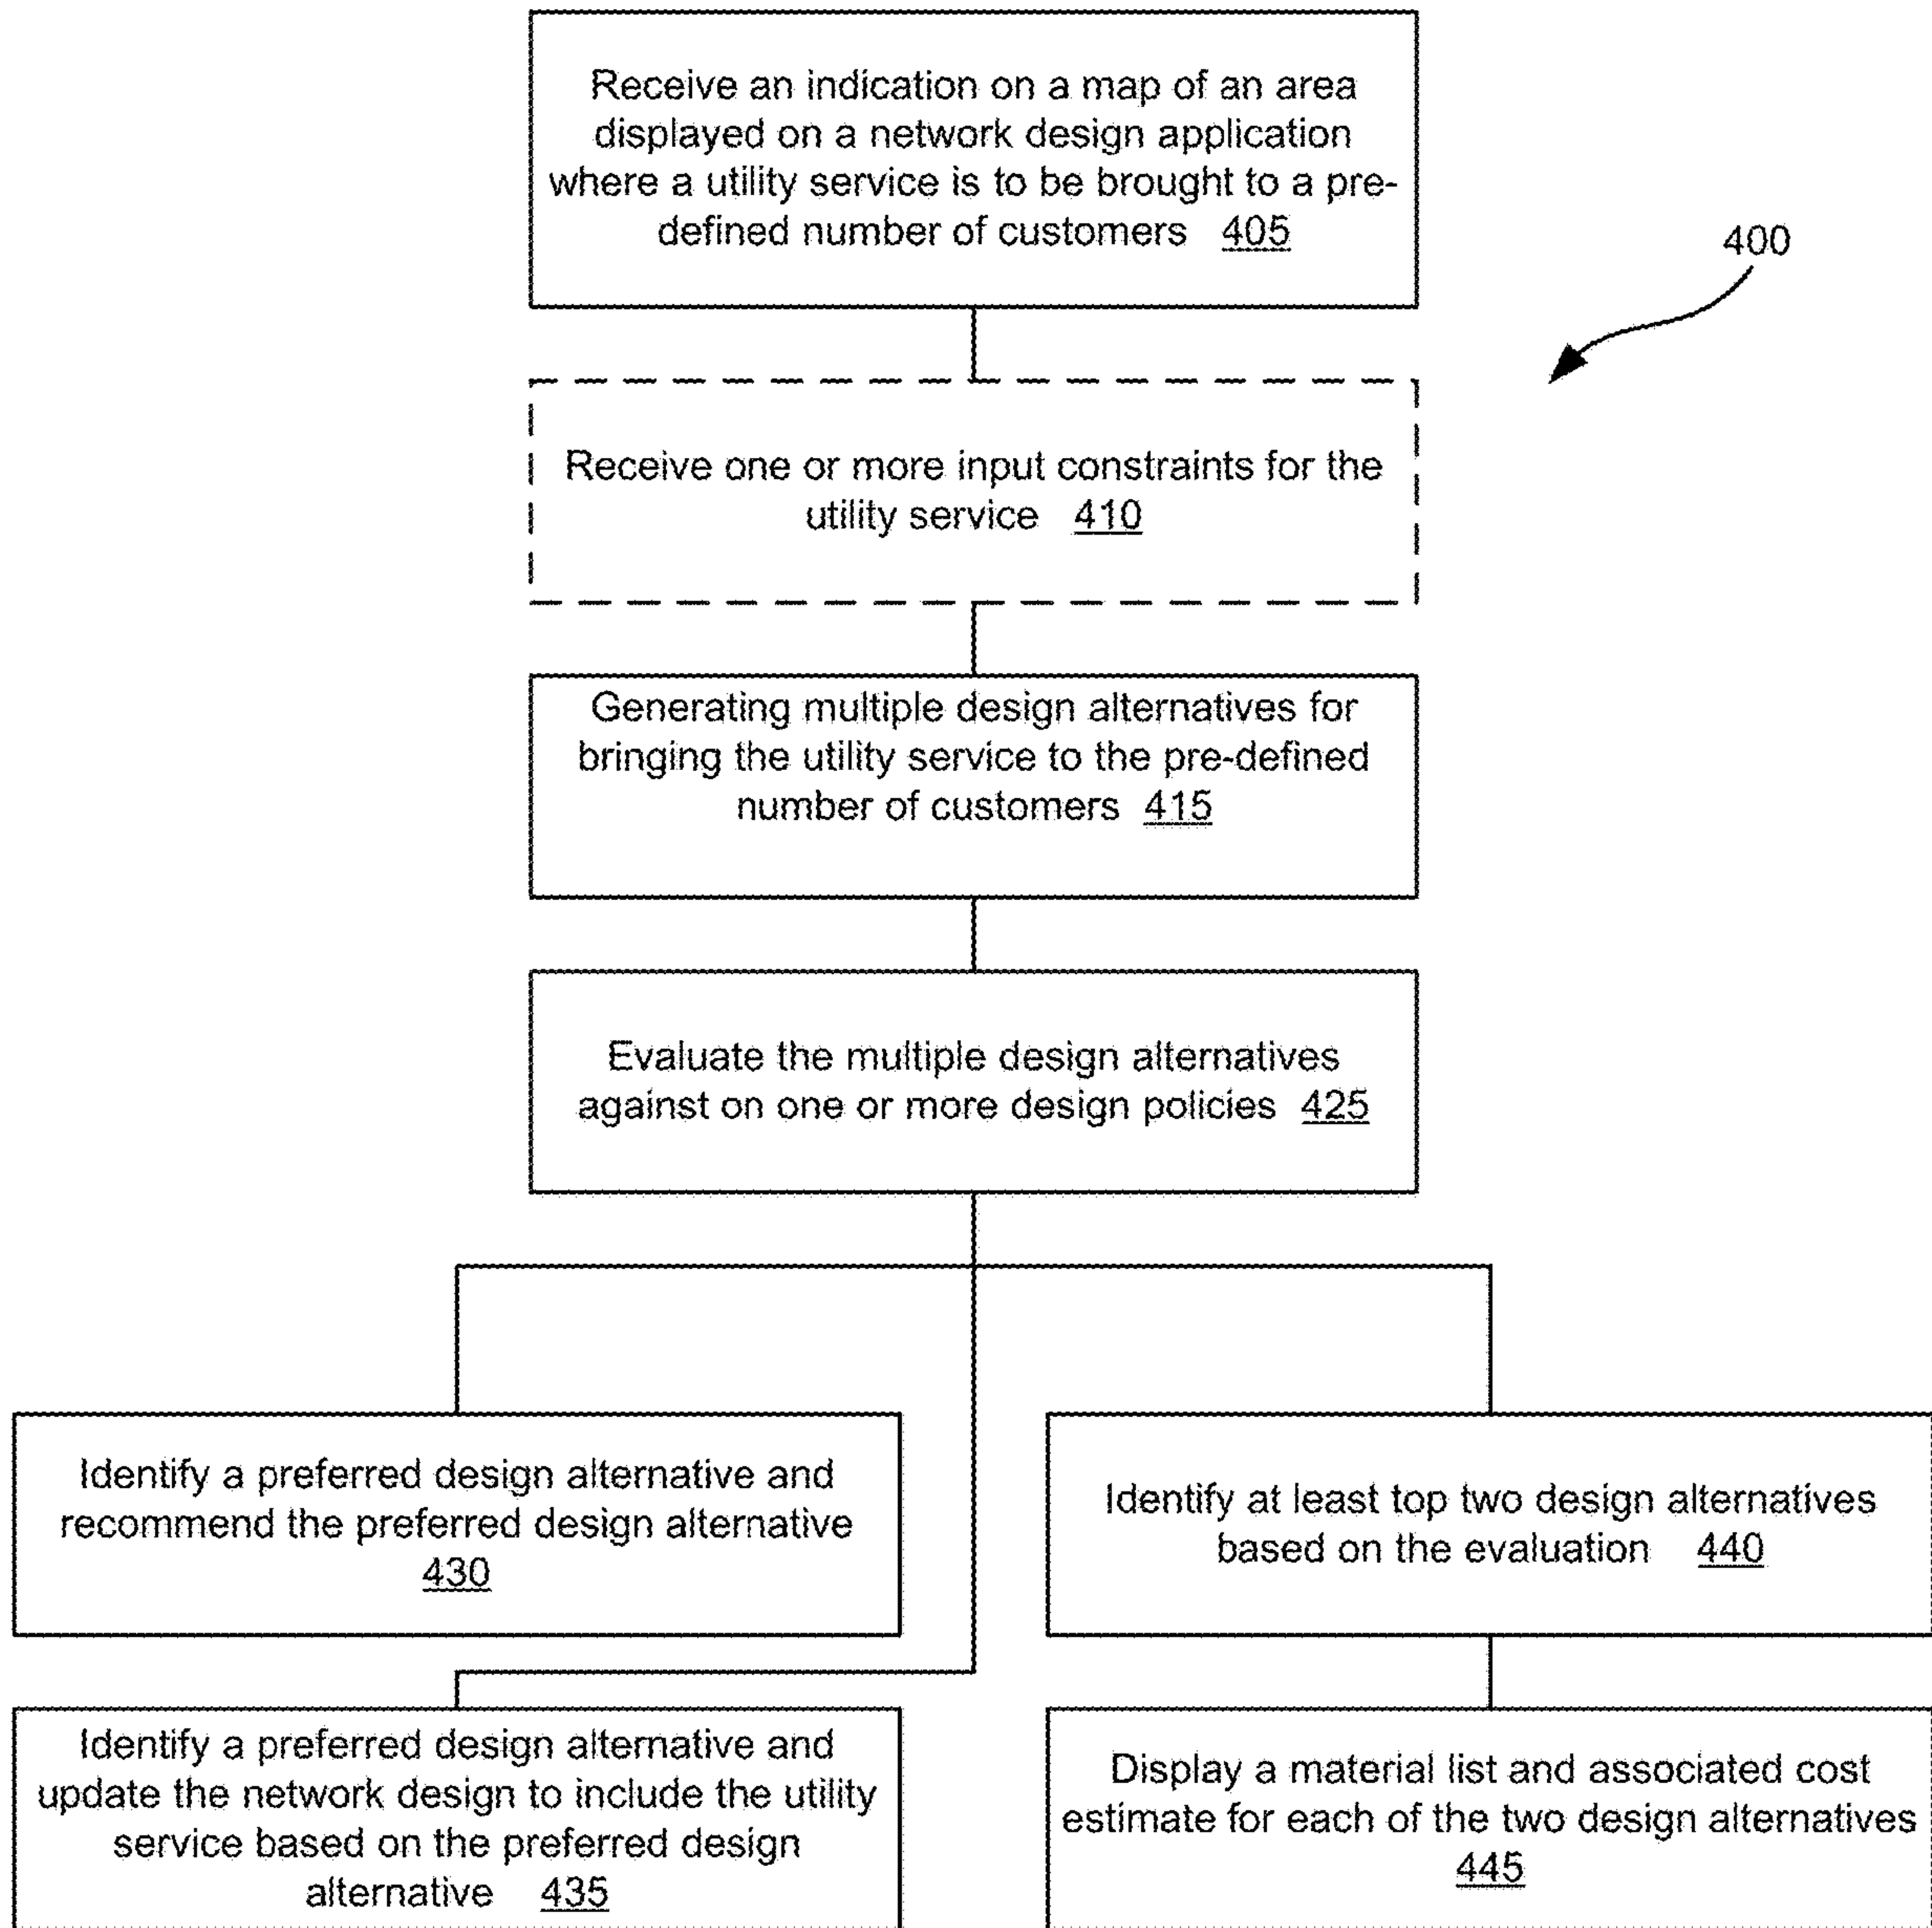 Receive an indication on a map of an area
displayed on a network design application
where a utility service is to be brought to a pre-
defined number of customers 405
400
Receive one or more input constraints for the
utility service 410
Generating multiple design alternatives for
bringing the utility service to the pre-defined
number of customers 415
Evaluate the multiple design alternatives
against on one or more design policies 425
Identify a preferred design alternative and
recommend the preferred design alternative
430
Identify at least top two design alternatives
based on the evaluation 440
Identify a preferred design alternative and
update the network design to include the utility
service based on the preferred design
alternative 435
Display a material list and associated cost
estimate for each of the two design alternatives
445